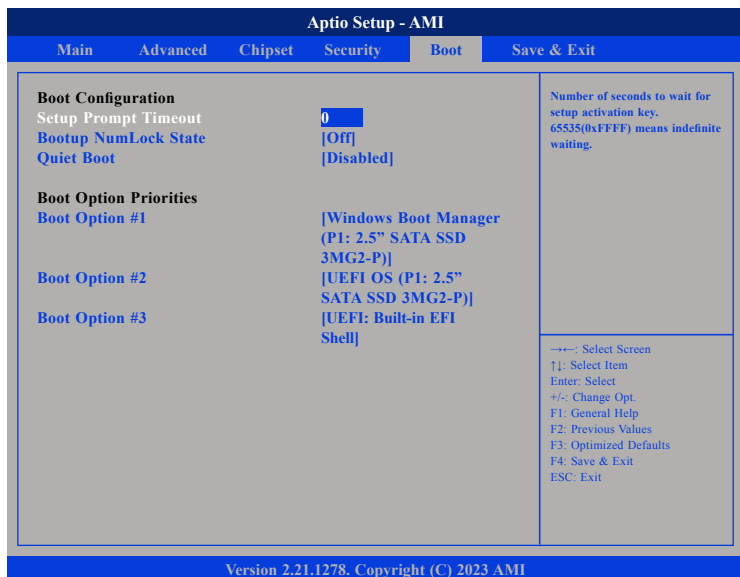 Aptio Setup - AMI
Main Advanced Chipset Security Boot Save & Exit
Boot Configuration
Setup Prompt Timeout 0
Bootup NumLock State [Off]
Quiet Boot [Disabled]
Boot Option Priorities
Boot Option #1 [Windows Boot Manager
(P1: 2.5” SATA SSD
3MG2-P)]
Boot Option #2 [UEFI OS (P1: 2.5”
SATA SSD 3MG2-P)]
Boot Option #3 [UEFI: Built-in EFI
Shell]
Number of seconds to wait for
setup activation key.
65535(0xFFFF) means indefinite
waiting.
→←: Select Screen
↑↓: Select Item
Enter: Select
+/-: Change Opt.
F1: General Help
F2: Previous Values
F3: Optimized Defaults
F4: Save & Exit
ESC: Exit
Version 2.21.1278. Copyright (C) 2023 AMI